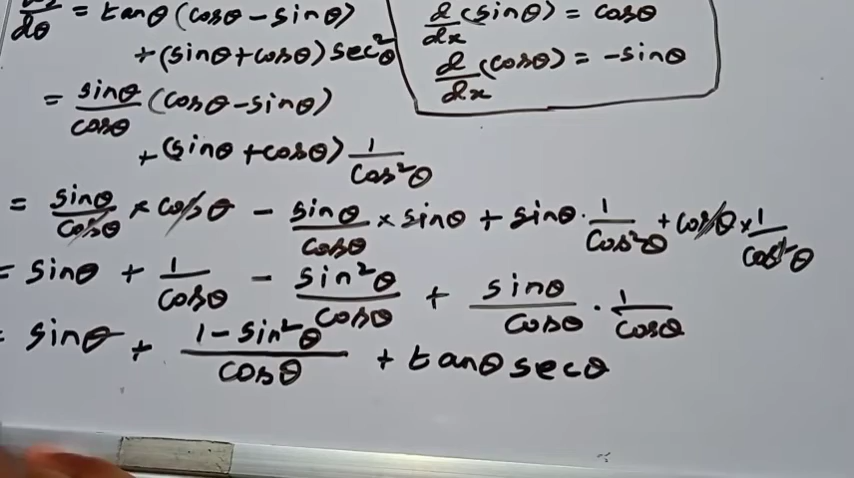 /dθ = tanθ(cosθ - sinθ)
+ (sinθ + cosθ) sec²θ
d/dx (sinθ) = cosθ
d/dx (cosθ) = -sinθ
= sinθ/cosθ (cosθ - sinθ)
+ (sinθ + cosθ) 1/cos²θ
= sinθ/cosθ × cosθ - sinθ/cosθ × sinθ + sinθ · 1/cos²θ + cosθ × 1/cos²θ
= sinθ + 1/cosθ - sin²θ/cosθ + sinθ/cosθ · 1/cosθ
= sinθ + (1 - sin²θ)/cosθ + tanθ secθ